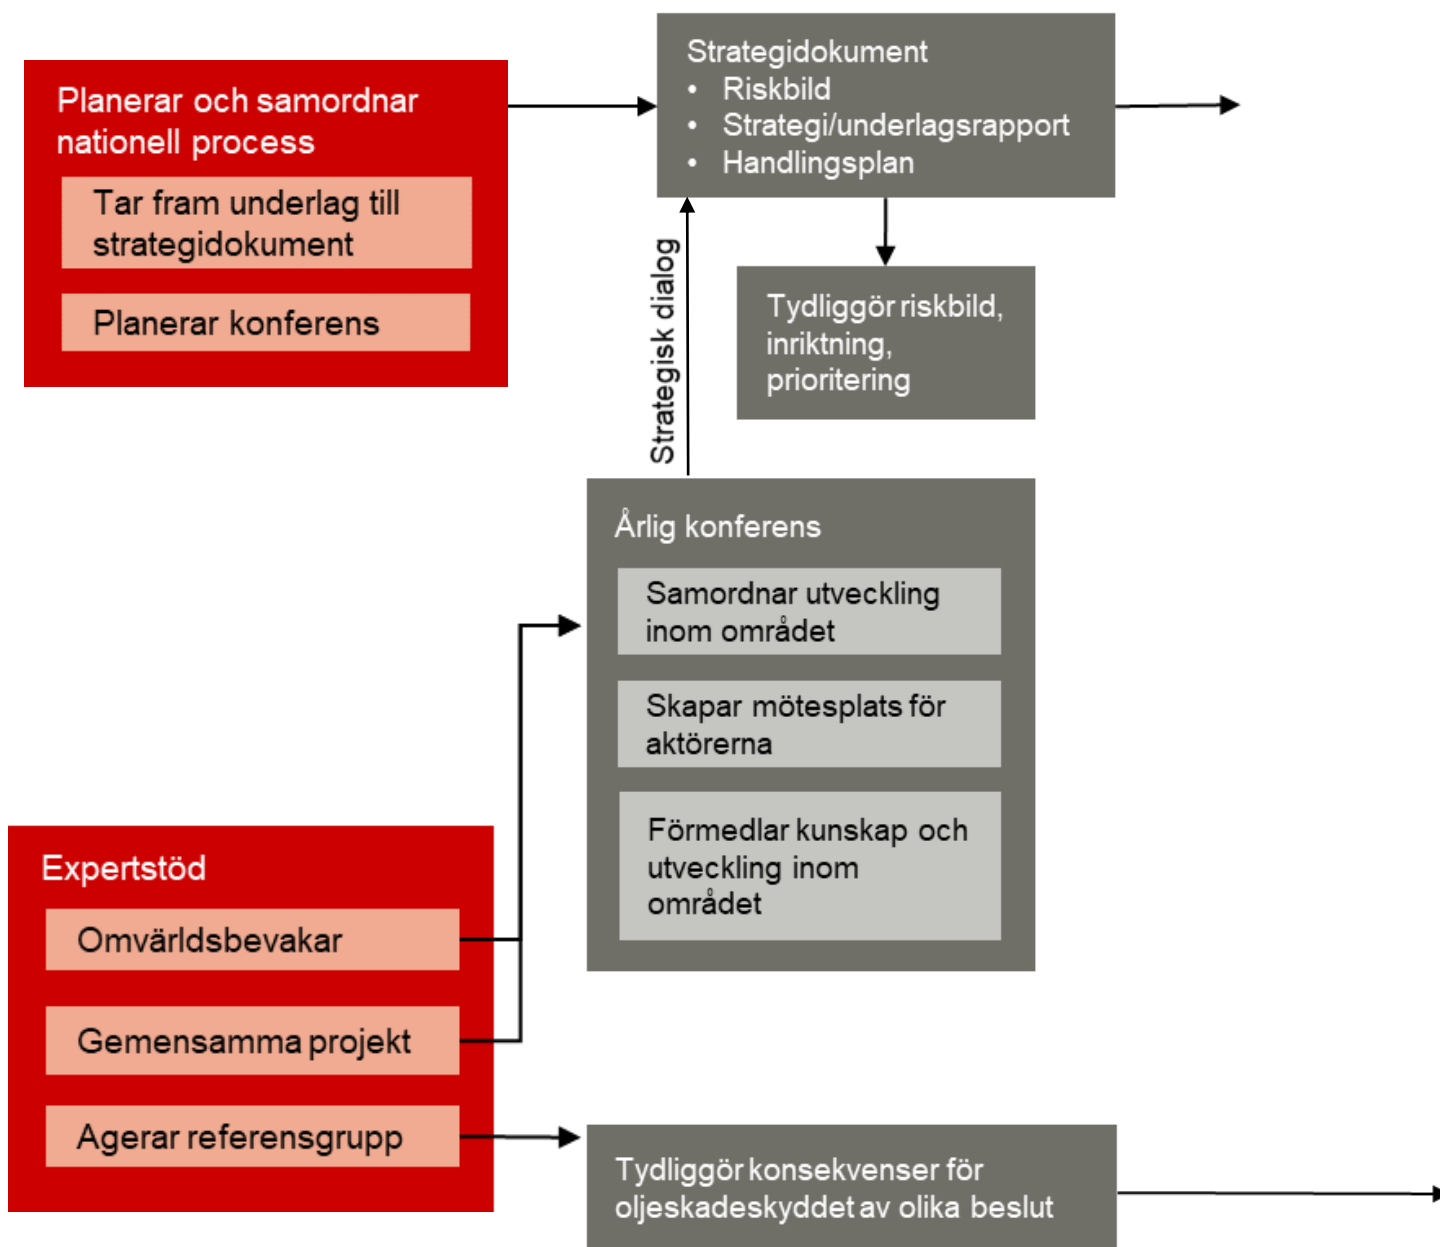 Planerar och samordnar
nationell process
Tar fram underlag till
strategidokument
Planerar konferens
Strategidokument
• Riskbild
• Strategi/underlagsrapport
• Handlingsplan
Tydliggör riskbild,
inriktning,
prioritering
Strategisk dialog
Årlig konferens
Samordnar utveckling
inom området
Skapar mötesplats för
aktörerna
Förmedlar kunskap och
utveckling inom
området
Expertstöd
Omvärldsbevakar
Gemensamma projekt
Agerar referensgrupp
Tydliggör konsekvenser för
oljeskadeskyddet av olika beslut